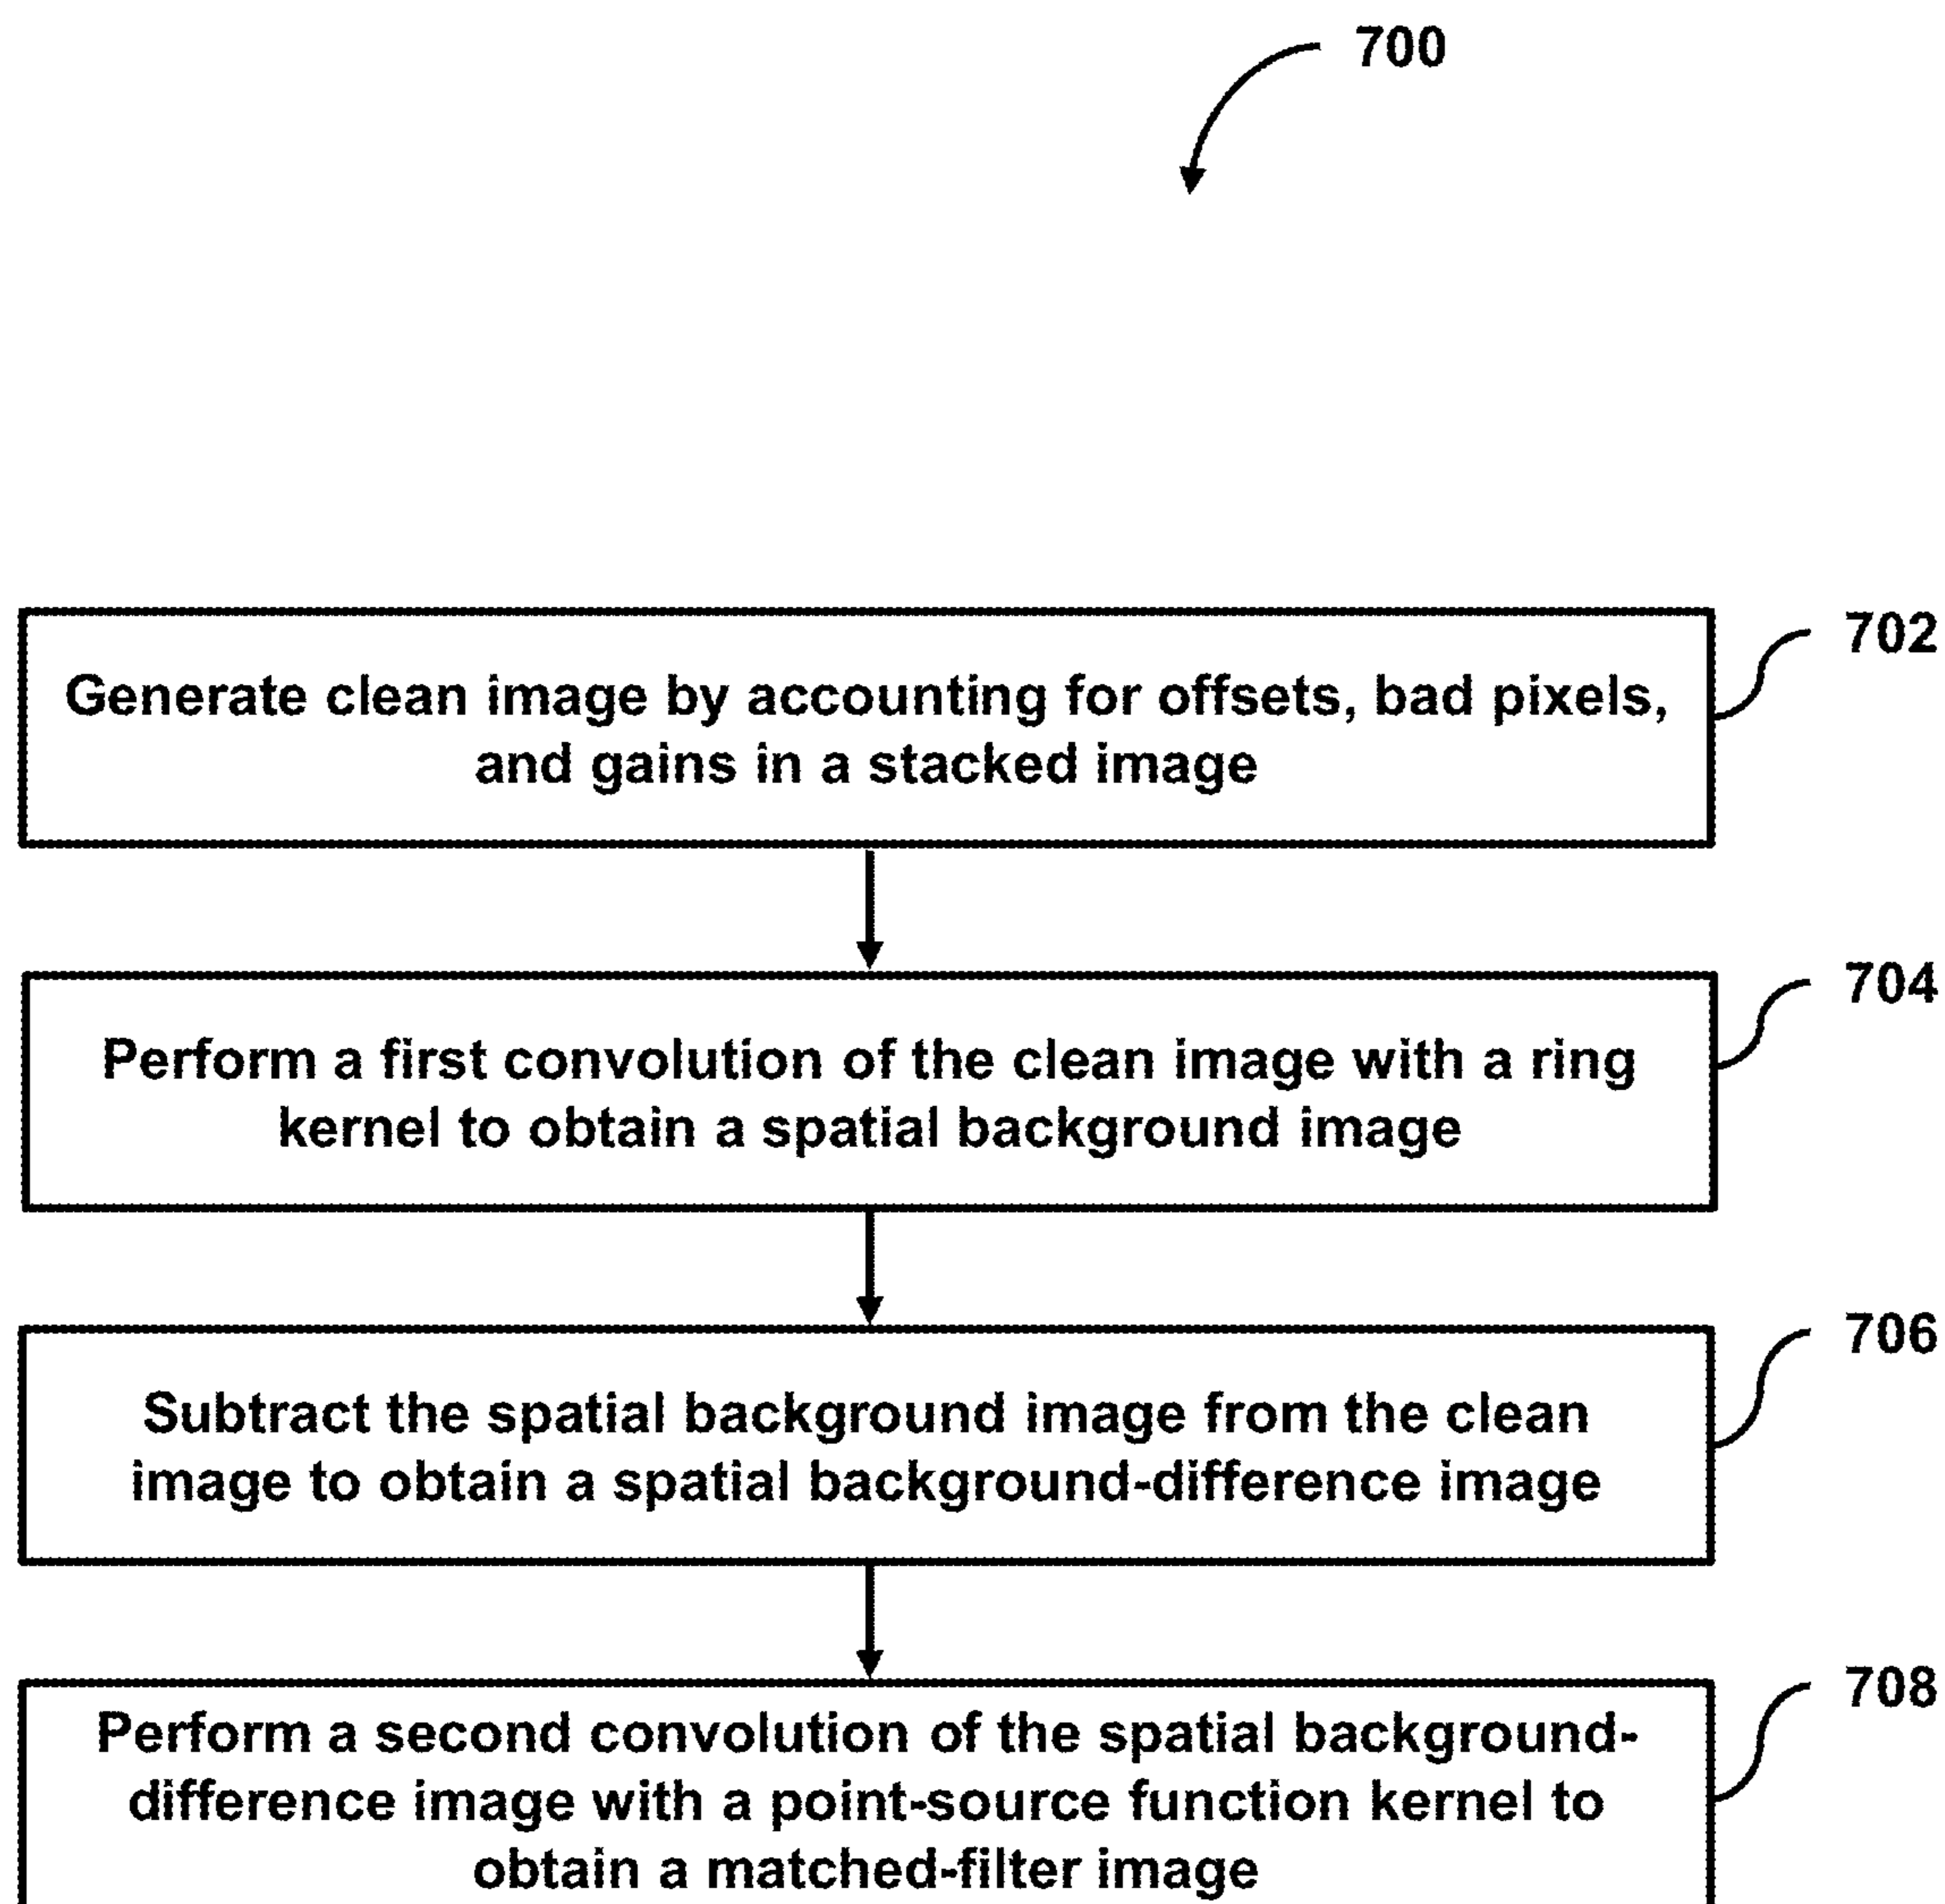 700
702
Generate clean image by accounting for offsets, bad pixels,
and gains in a stacked image
704
Perform a first convolution of the clean image with a ring
kernel to obtain a spatial background image
706
Subtract the spatial background image from the clean
image to obtain a spatial background-difference image
708
Perform a second convolution of the spatial background-
difference image with a point-source function kernel to
obtain a matched-filter image